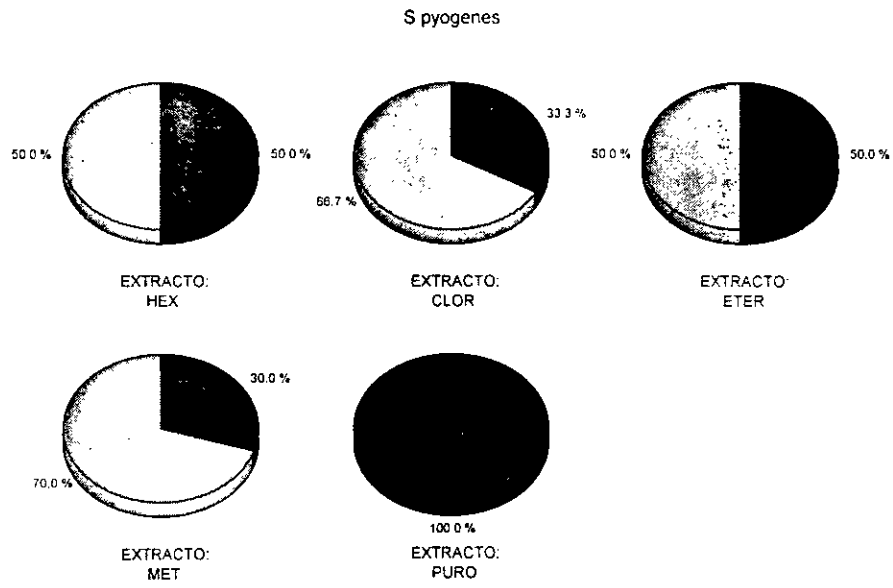 S pyogenes
50.0 %
50.0 %
EXTRACTO:
HEX
33.3 %
66.7 %
EXTRACTO:
CLOR
50.0 %
50.0 %
EXTRACTO:
ETER
30.0 %
70.0 %
EXTRACTO:
MET
100.0 %
EXTRACTO:
PURO